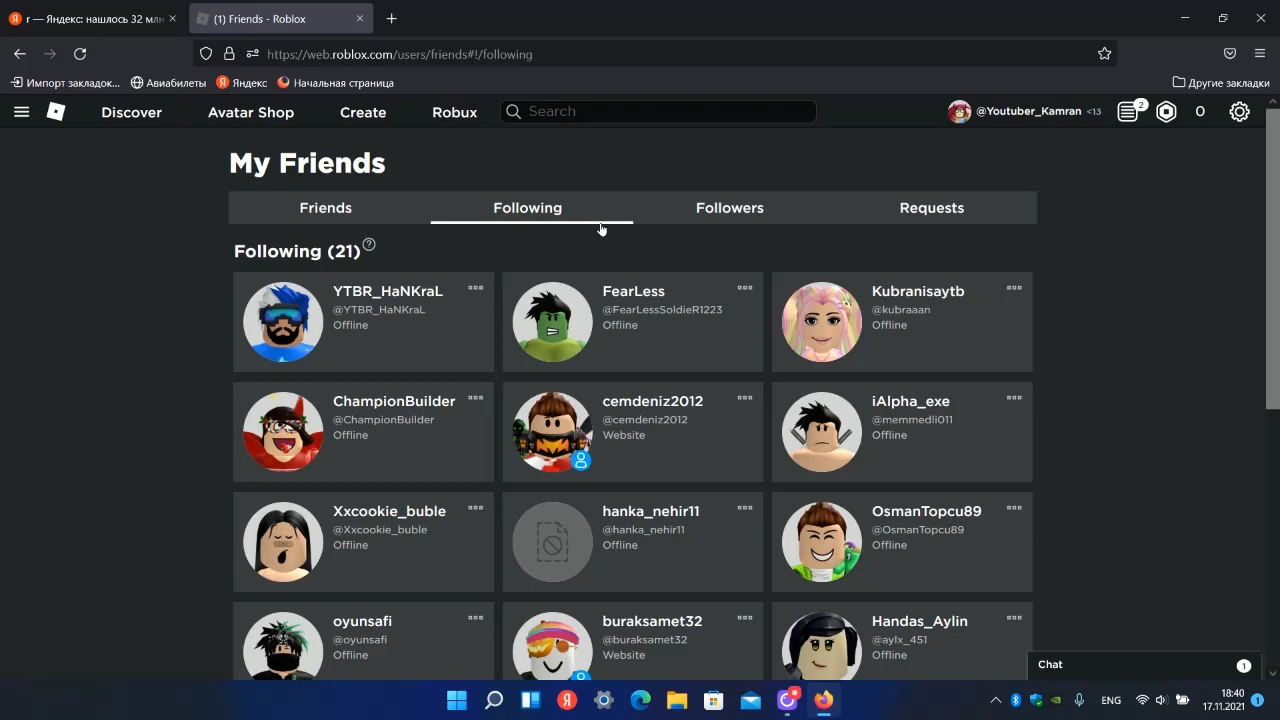 r — Яндекс: нашлось 32 млн
(1) Friends - Roblox
https://web.roblox.com/users/friends#!/following
Импорт закладок...
Авиабилеты
Яндекс
Начальная страница
Другие закладки
Discover
Avatar Shop
Create
Robux
Search
@Youtuber_Kamran <13
2
0
My Friends
Friends
Following
Followers
Requests
Following (21)
YTBR_HaNKraL
@YTBR_HaNKraL
Offline
FearLess
@FearLessSoldieR1223
Offline
Kubranisaytb
@kubraaan
Offline
ChampionBuilder
@ChampionBuilder
Offline
cemdeniz2012
@cemdeniz2012
Website
iAlpha_exe
@memmedli011
Offline
Xxcookie_buble
@Xxcookie_buble
Offline
hanka_nehir11
@hanka_nehir11
Offline
OsmanTopcu89
@OsmanTopcu89
Offline
oyunsafi
@oyunsafi
Offline
buraksamet32
@buraksamet32
Website
Handas_Aylin
@aylx_451
Offline
Chat
1
ENG
18:40
17.11.2021
1